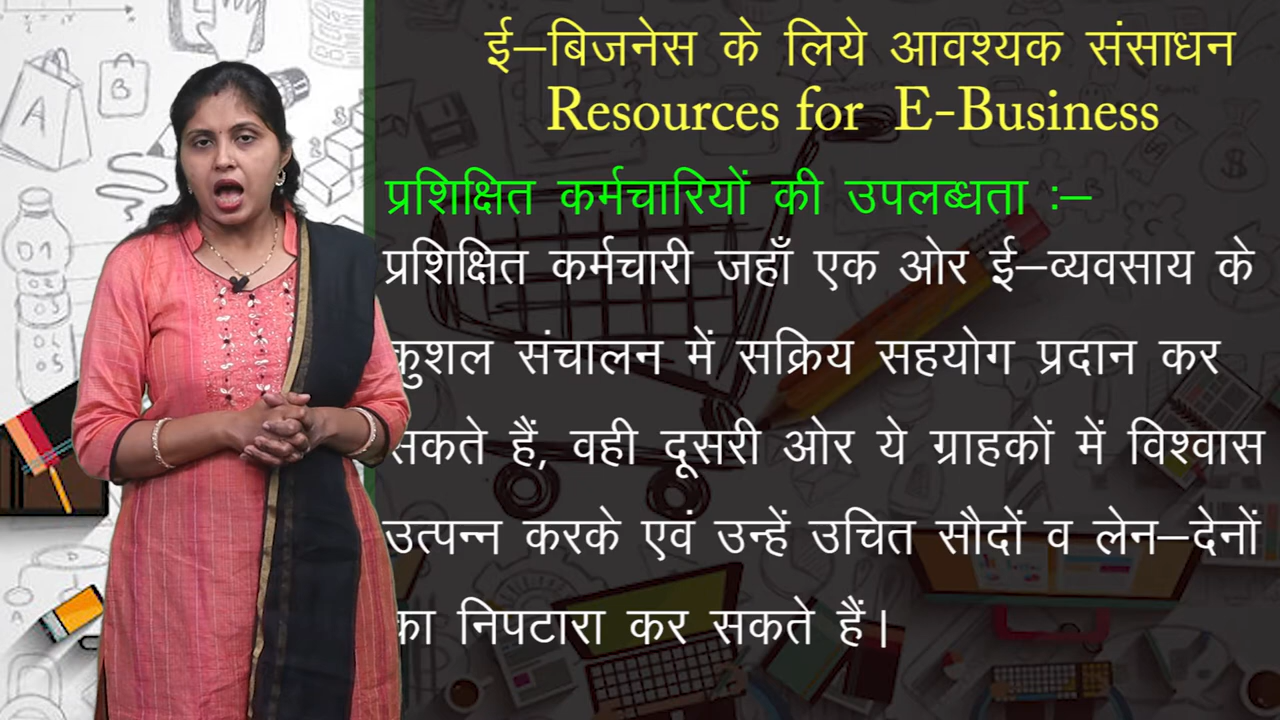 ई–बिजनेस के लिये आवश्यक संसाधन
Resources for E-Business
प्रशिक्षित कर्मचारियों की उपलब्धता :–
प्रशिक्षित कर्मचारी जहाँ एक ओर ई–व्यवसाय के
कुशल संचालन में सक्रिय सहयोग प्रदान कर
सकते हैं, वही दूसरी ओर ये ग्राहकों में विश्वास
उत्पन्न करके एवं उन्हें उचित सौदों व लेन–देनों
का निपटारा कर सकते हैं।
A
B